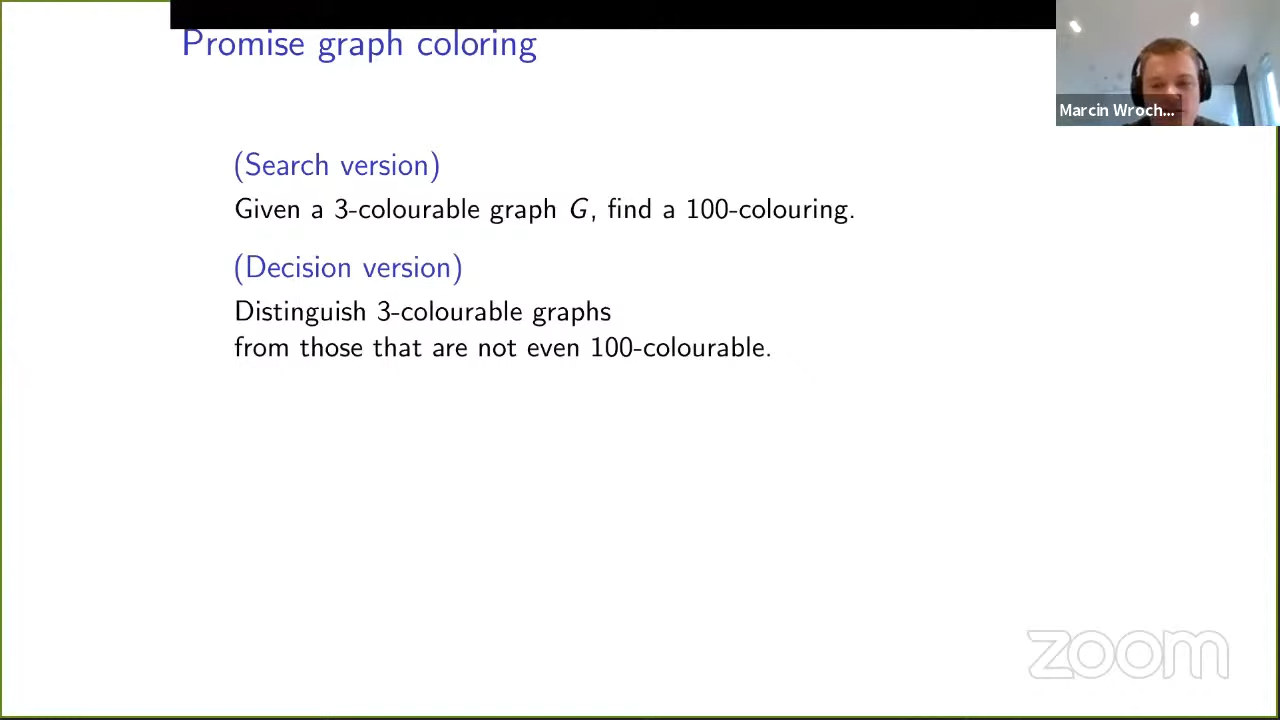 Promise graph coloring
Marcin Wroch...
(Search version)
Given a 3-colourable graph G, find a 100-colouring.
(Decision version)
Distinguish 3-colourable graphs
from those that are not even 100-colourable.
zoom